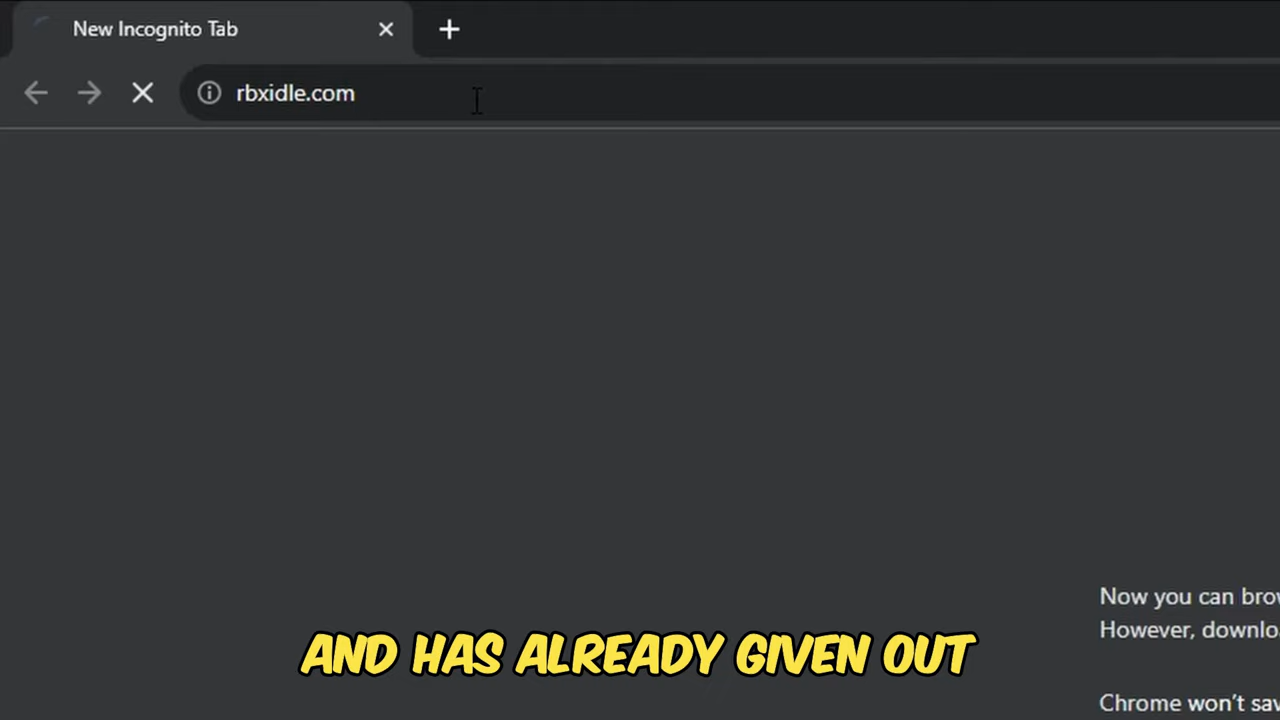 New Incognito Tab
rbxidle.com
Now you can brow
However, downlo
AND HAS ALREADY GIVEN OUT
Chrome won't sav